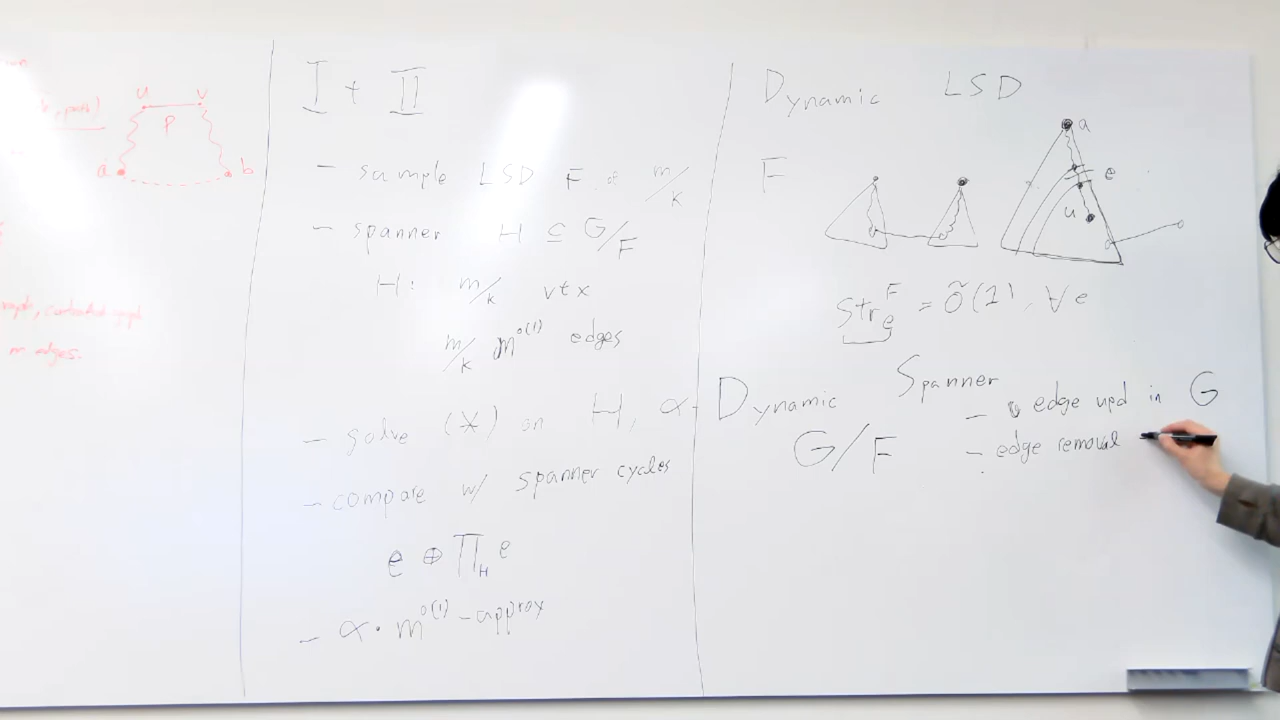 u v
P
a b
edges.
I + II
- sample LSD F of m/k
- spanner H ⊆ G/F
H: m/k vtx
m/k m^{o(1)} edges
- solve (*) on H, α-
- compare w/ spanner cycles
e ⊕ Π_H e
- α · m^{o(1)} - approx
Dynamic LSD
F
a
e
u
str_e^F = Õ(1), ∀e
Dynamic Spanner
G/F
- edge upd in G
- edge removal